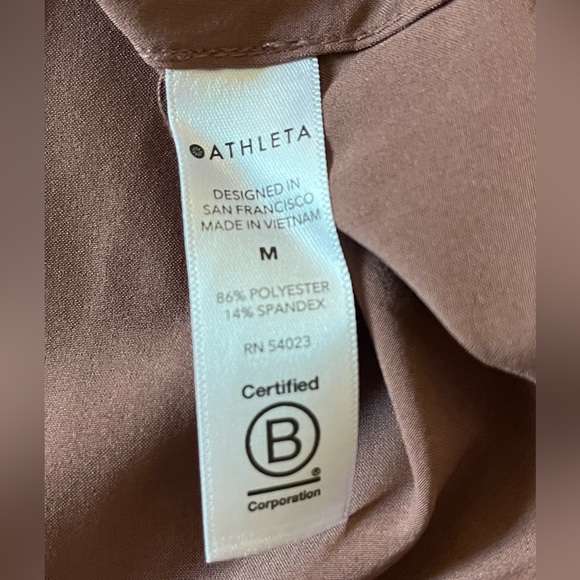 ATHLETA
DESIGNED IN
SAN FRANCISCO
MADE IN VIETNAM
M
86% POLYESTER
14% SPANDEX
RN 54023
Certified
B
®
Corporation